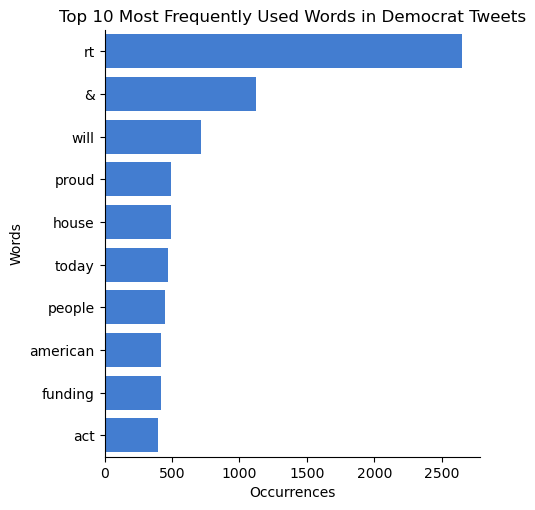 Top 10 Most Frequently Used Words in Democrat Tweets
rt
&
will
proud
house
today
people
american
funding
act
Words
0 500 1000 1500 2000 2500
Occurrences